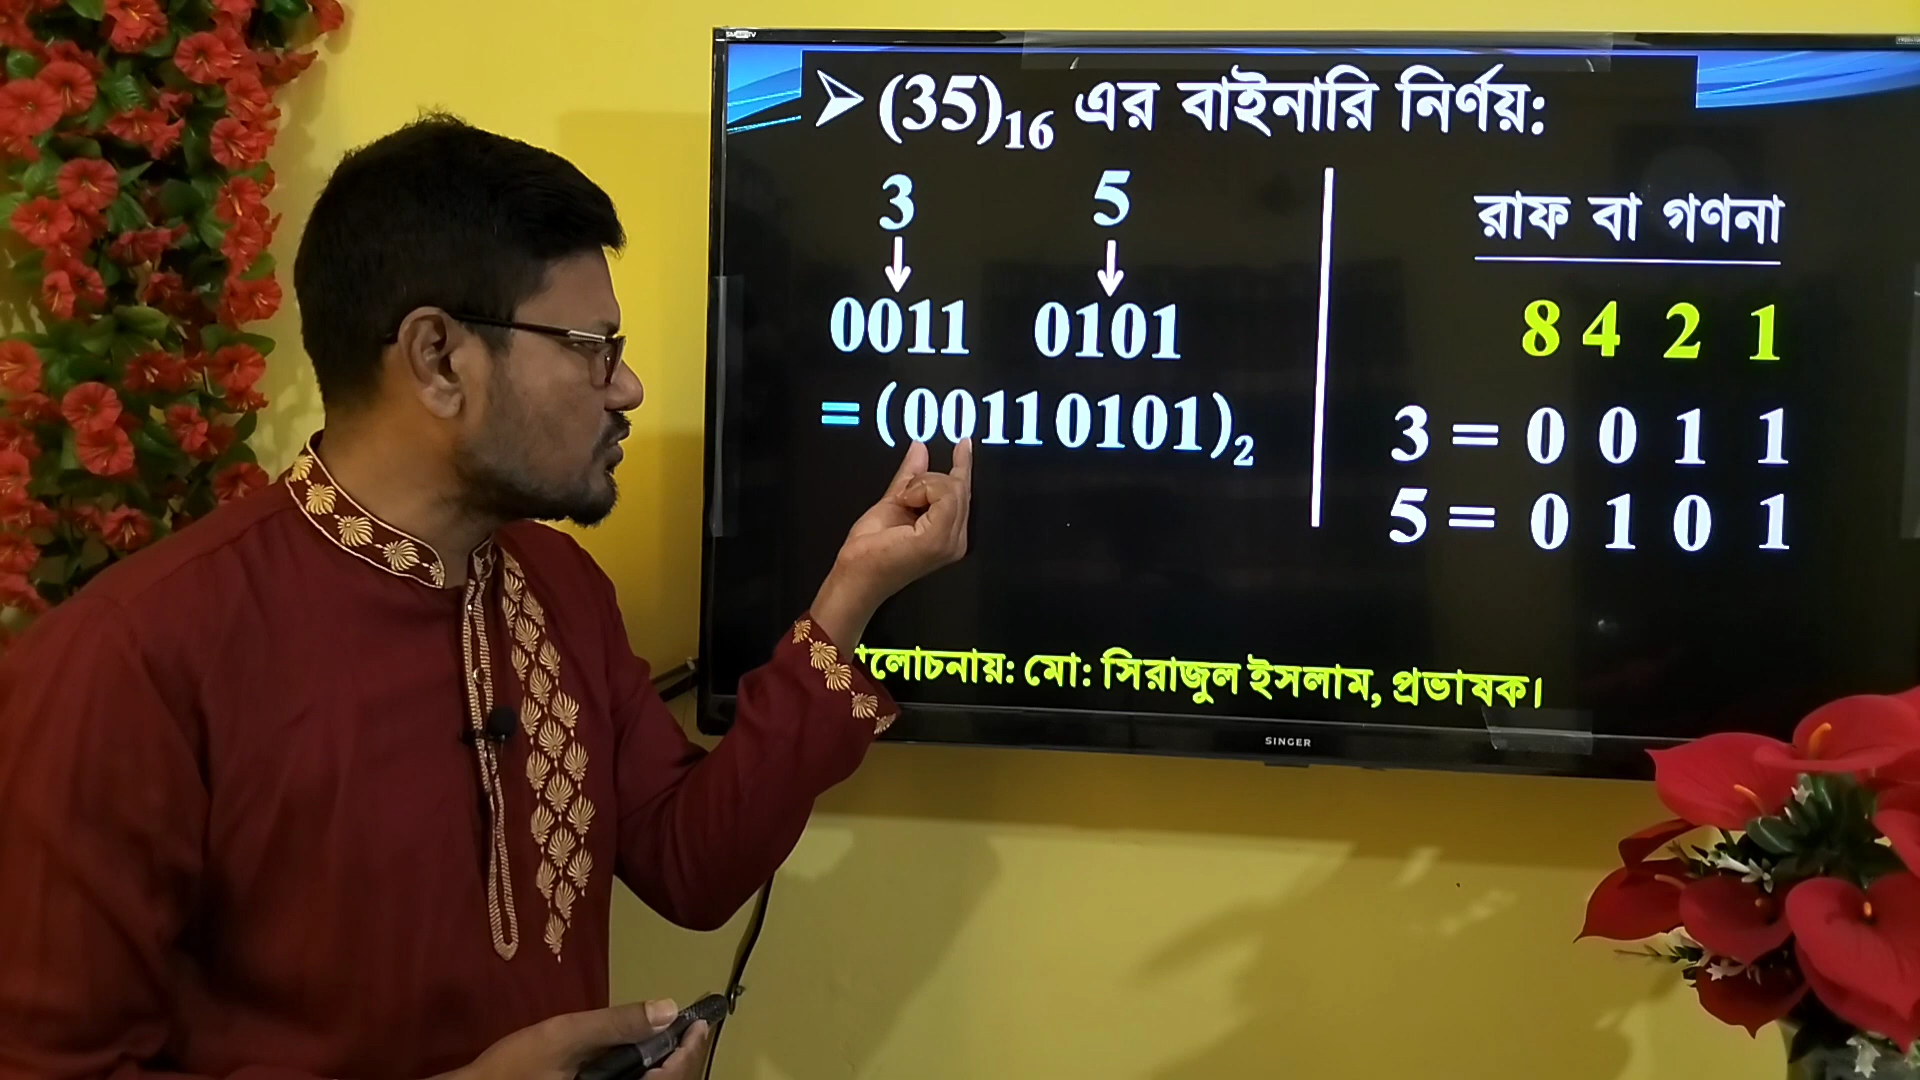 ➢ (35)₁₆ এর বাইনারি নির্ণয়:
3 5
0011 0101
= (00110101)₂
রাফ বা গণনা
8 4 2 1
3 = 0 0 1 1
5 = 0 1 0 1
লোচনায়: মো: সিরাজুল ইসলাম, প্রভাষক।
SINGER